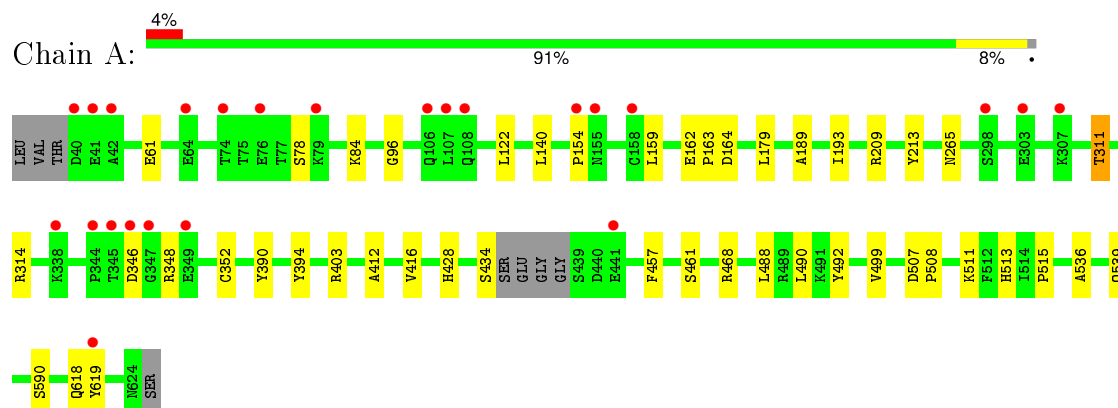 4%
Chain A:
91% 8% •
LEU VAL THR D40 E41 A42 E61 E64 T74 T75 E76 T77 S78 K79 K84 G96 Q106 L107 Q108 L122 L140 P154 N155 C158 L159 E162 P163 D164 L179 A189 I193 R209 Y213 N265 S298 E303 K307 T311
R314 K338 P344 T345 D346 G347 R348 E349 C352 Y390 Y394 R403 A412 V416 H428 S434 SER GLU GLY GLY S439 D440 E441 F457 S461 R468 L488 R489 L490 K491 Y492 V499 D507 P508 K511 F512 H513 I514 P515 A536
S590 Q618 Y619 N624 SER